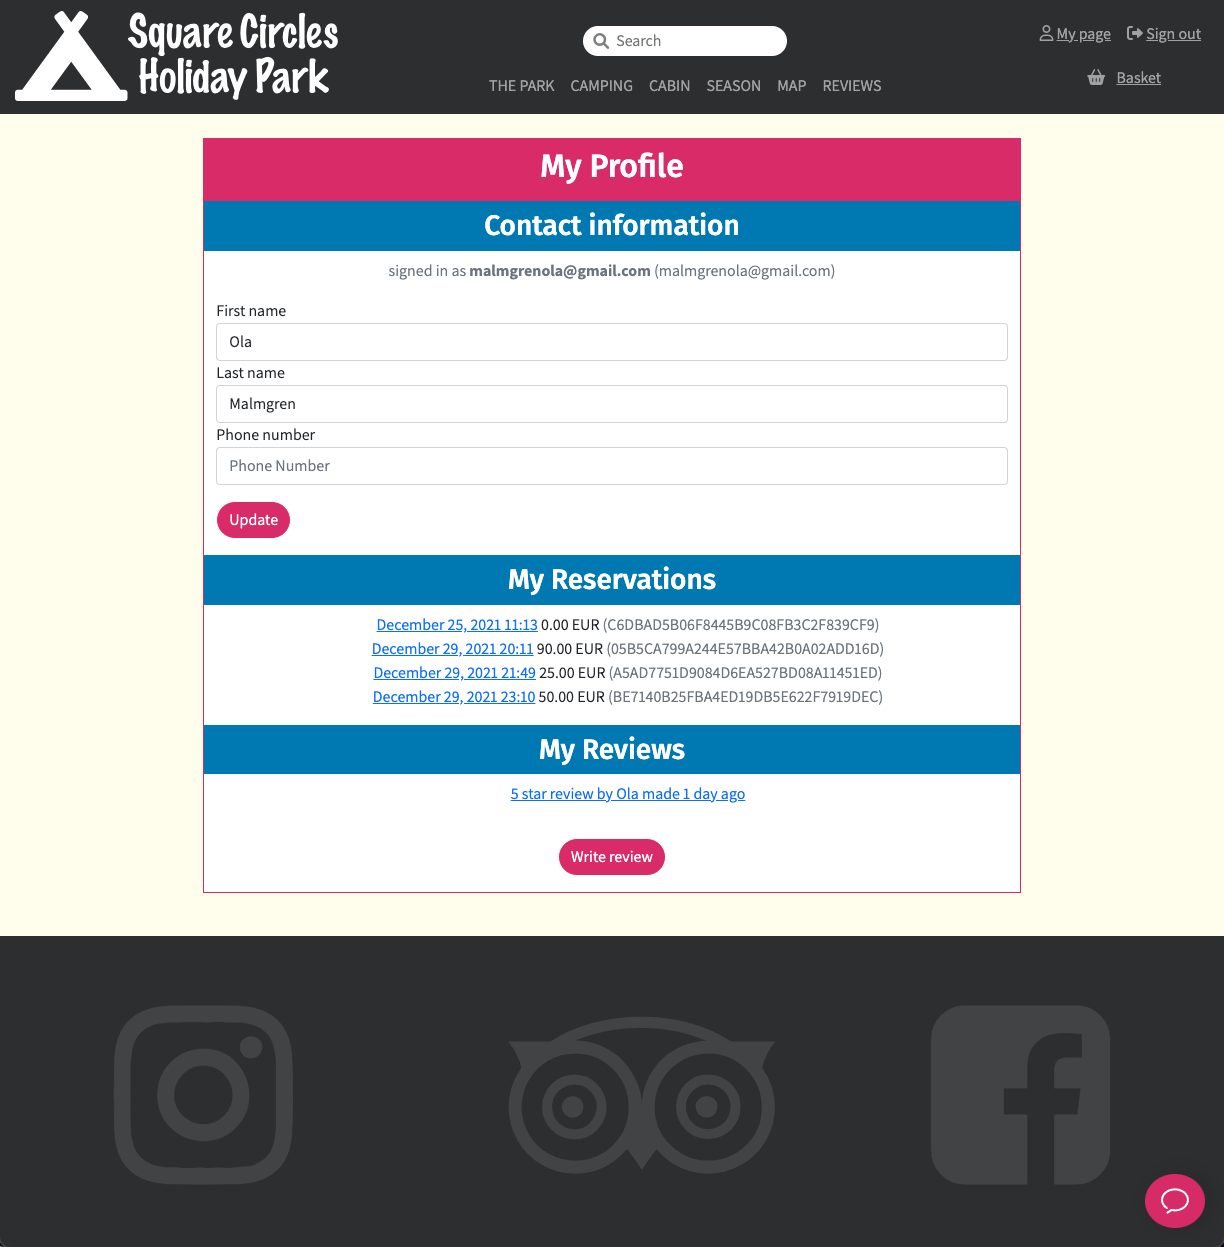 Square Circles
Holiday Park
Search
My page Sign out
Basket
THE PARK CAMPING CABIN SEASON MAP REVIEWS
My Profile
Contact information
signed in as malmgrenola@gmail.com (malmgrenola@gmail.com)
First name
Ola
Last name
Malmgren
Phone number
Phone Number
Update
My Reservations
December 25, 2021 11:13 0.00 EUR (C6DBAD5B06F8445B9C08FB3C2F839CF9)
December 29, 2021 20:11 90.00 EUR (05B5CA799A244E57BBA42B0A02ADD16D)
December 29, 2021 21:49 25.00 EUR (A5AD7751D9084D6EA527BD08A11451ED)
December 29, 2021 23:10 50.00 EUR (BE7140B25FBA4ED19DB5E622F7919DEC)
My Reviews
5 star review by Ola made 1 day ago
Write review